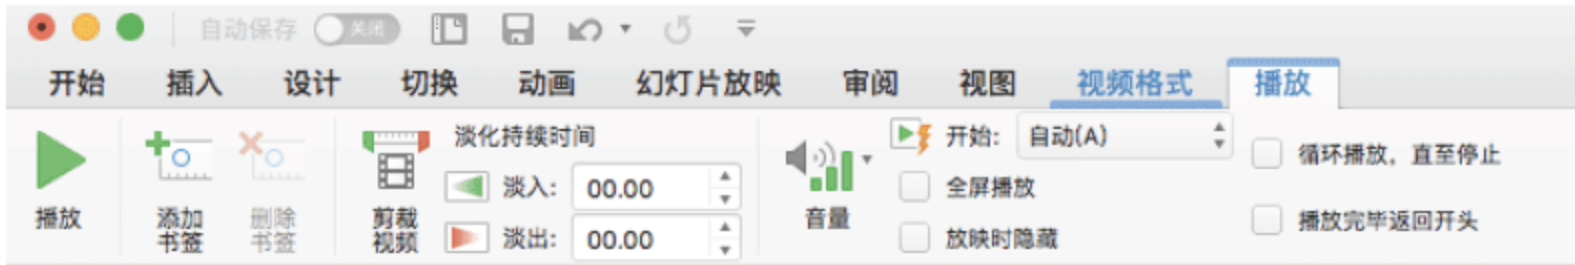 自动保存 关闭
开始 插入 设计 切换 动画 幻灯片放映 审阅 视图 视频格式 播放
播放
添加
书签
删除
书签
剪裁
视频
淡化持续时间
淡入: 00.00
淡出: 00.00
音量
开始: 自动(A)
全屏播放
放映时隐藏
循环播放，直至停止
播放完毕返回开头